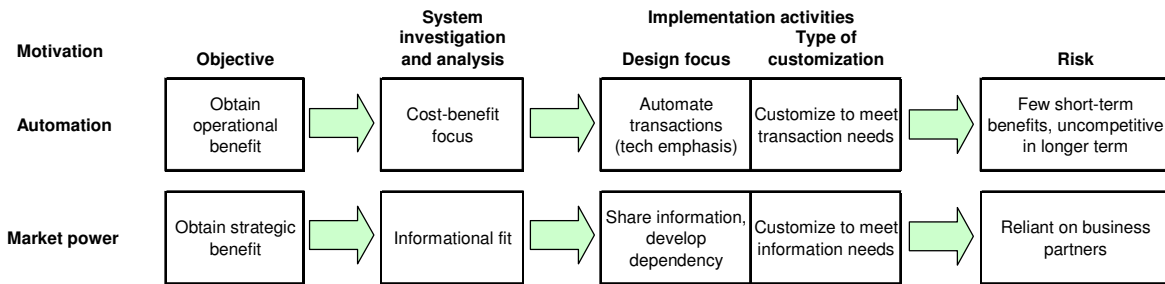 Motivation
Objective
System
investigation
and analysis
Implementation activities
Design focus
Type of
customization
Risk
Automation
Obtain
operational
benefit
Cost-benefit
focus
Automate
transactions
(tech emphasis)
Customize to meet
transaction needs
Few short-term
benefits, uncompetitive
in longer term
Market power
Obtain strategic
benefit
Informational fit
Share information,
develop
dependency
Customize to meet
information needs
Reliant on business
partners